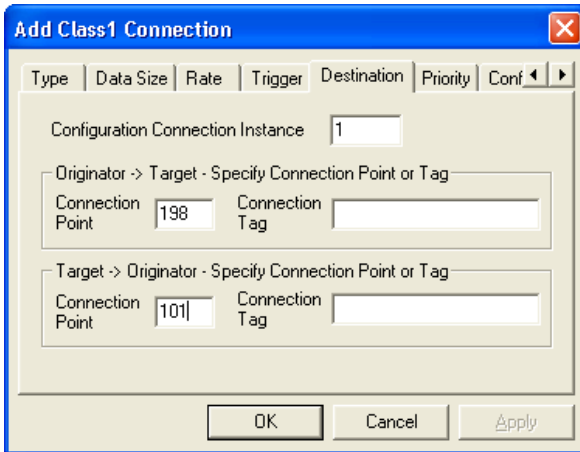 Add Class1 Connection
Type Data Size Rate Trigger Destination Priority Conf
Configuration Connection Instance 1
Originator -> Target - Specify Connection Point or Tag
Connection Point 198 Connection Tag
Target -> Originator - Specify Connection Point or Tag
Connection Point 101 Connection Tag
OK Cancel Apply